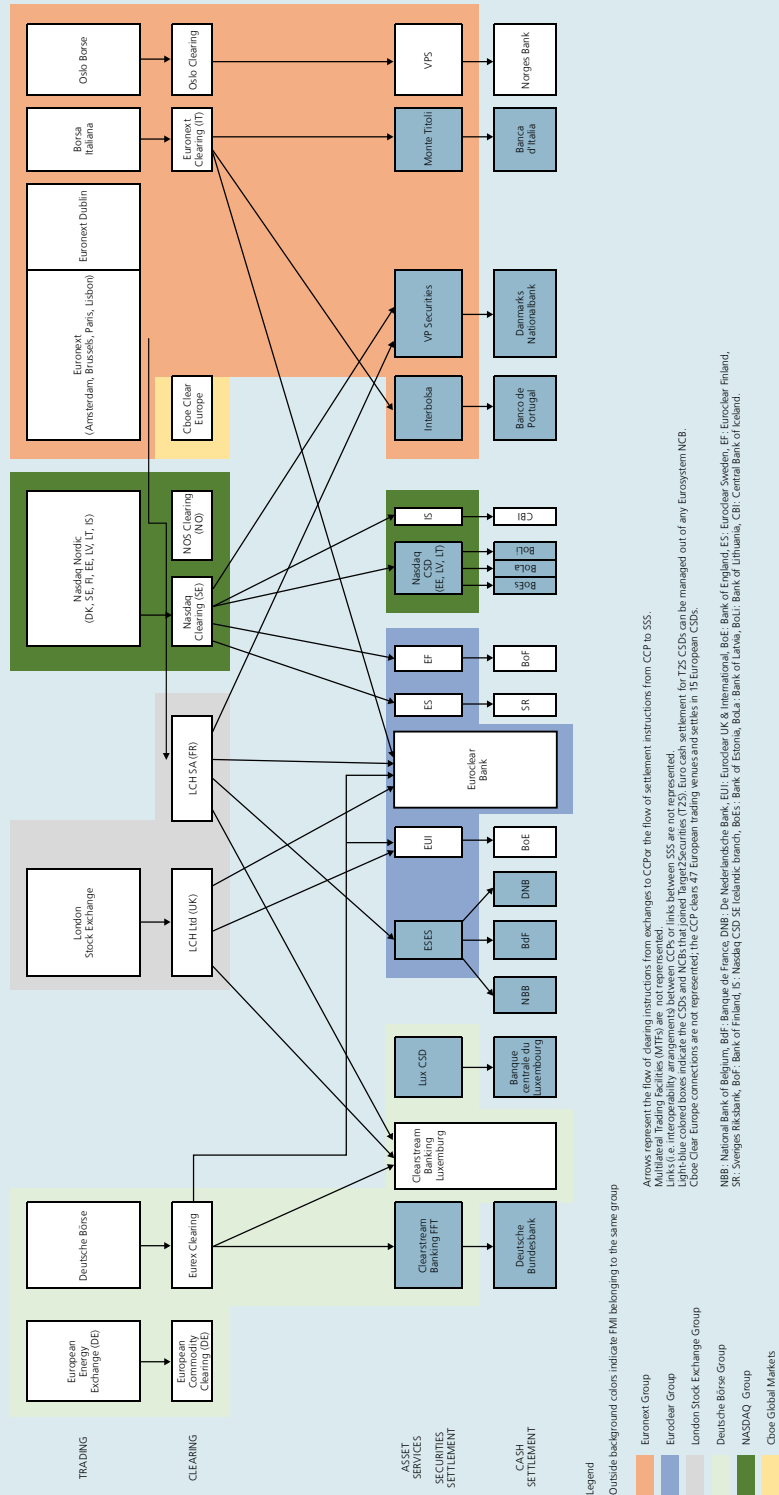 TRADING
European
Energy
Exchange (DE)
Deutsche Börse
London
Stock Exchange
Nasdaq Nordic
(DK, SE, FI, EE, LV, LT, IS)
Euronext
(Amsterdam, Brussels, Paris, Lisbon)
Euronext Dublin
Borsa
Italiana
Oslo Borse
CLEARING
European
Commodity
Clearing (DE)
Eurex Clearing
LCH Ltd (UK)
LCH SA (FR)
Nasdaq
Clearing (SE)
NOS Clearing
(NO)
Cboe Clear
Europe
Euronext
Clearing (IT)
Oslo Clearing
ASSET
SERVICES
SECURITIES
SETTLEMENT
Clearstream
Banking FFT
Clearstream
Banking
Luxemburg
Lux CSD
ESES
EUI
Euroclear
Bank
ES
EF
Nasdaq
CSD
(EE, LV, LT)
IS
Interbolsa
VP Securities
Monte Titoli
VPS
CASH
SETTLEMENT
Deutsche
Bundesbank
Banque
centrale du
Luxembourg
NBB
BdF
DNB
BoE
SR
BoF
BoEs
BoLa
BoLi
CBI
Banco de
Portugal
Danmarks
Nationalbank
Banca
d'Italia
Norges Bank
Legend
Outside background colors indicate FMI belonging to the same group
Euronext Group
Euroclear Group
London Stock Exchange Group
Deutsche Börse Group
NASDAQ Group
Cboe Global Markets
Arrows represent the flow of clearing instructions from exchanges to CCPor the flow of settlement instructions from CCP to SSS.
Multilateral Trading Facilities (MTFs) are not reprensented.
Links (i.e. interoperability arrangements) between CCPs or links between SSS are not represented.
Light-blue colored boxes indicate the CSDs and NCBs that joined Target2Securities (T2S). Euro cash settlement for T2S CSDs can be managed out of any Eurosystem NCB.
Cboe Clear Europe connections are not represented; the CCP clears 47 European trading venues and settles in 15 European CSDs.
NBB: National Bank of Belgium, BdF: Banque de France, DNB: De Nederlandsche Bank, EUI: Euroclear UK & International, BoE: Bank of England, ES: Euroclear Sweden, EF: Euroclear Finland,
SR: Sveriges Riksbank, BoF: Bank of Finland, IS: Nasdaq CSD SE Icelandic branch, BoEs: Bank of Estonia, BoLa: Bank of Latvia, BoLi: Bank of Lithuania, CBI: Central Bank of Iceland.